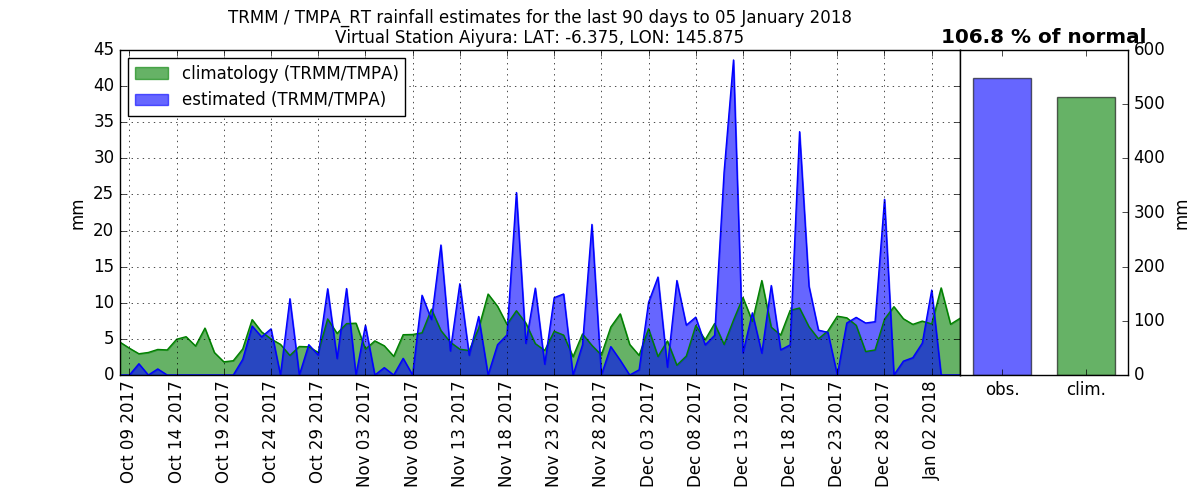 TRMM / TMPA_RT rainfall estimates for the last 90 days to 05 January 2018
Virtual Station Aiyura: LAT: -6.375, LON: 145.875
106.8 % of normal
climatology (TRMM/TMPA)
estimated (TRMM/TMPA)
mm
45
40
35
30
25
20
15
10
5
0
Oct 09 2017
Oct 14 2017
Oct 19 2017
Oct 24 2017
Oct 29 2017
Nov 03 2017
Nov 08 2017
Nov 13 2017
Nov 18 2017
Nov 23 2017
Nov 28 2017
Dec 03 2017
Dec 08 2017
Dec 13 2017
Dec 18 2017
Dec 23 2017
Dec 28 2017
Jan 02 2018
obs.
clim.
600
500
400
300
200
100
0
mm